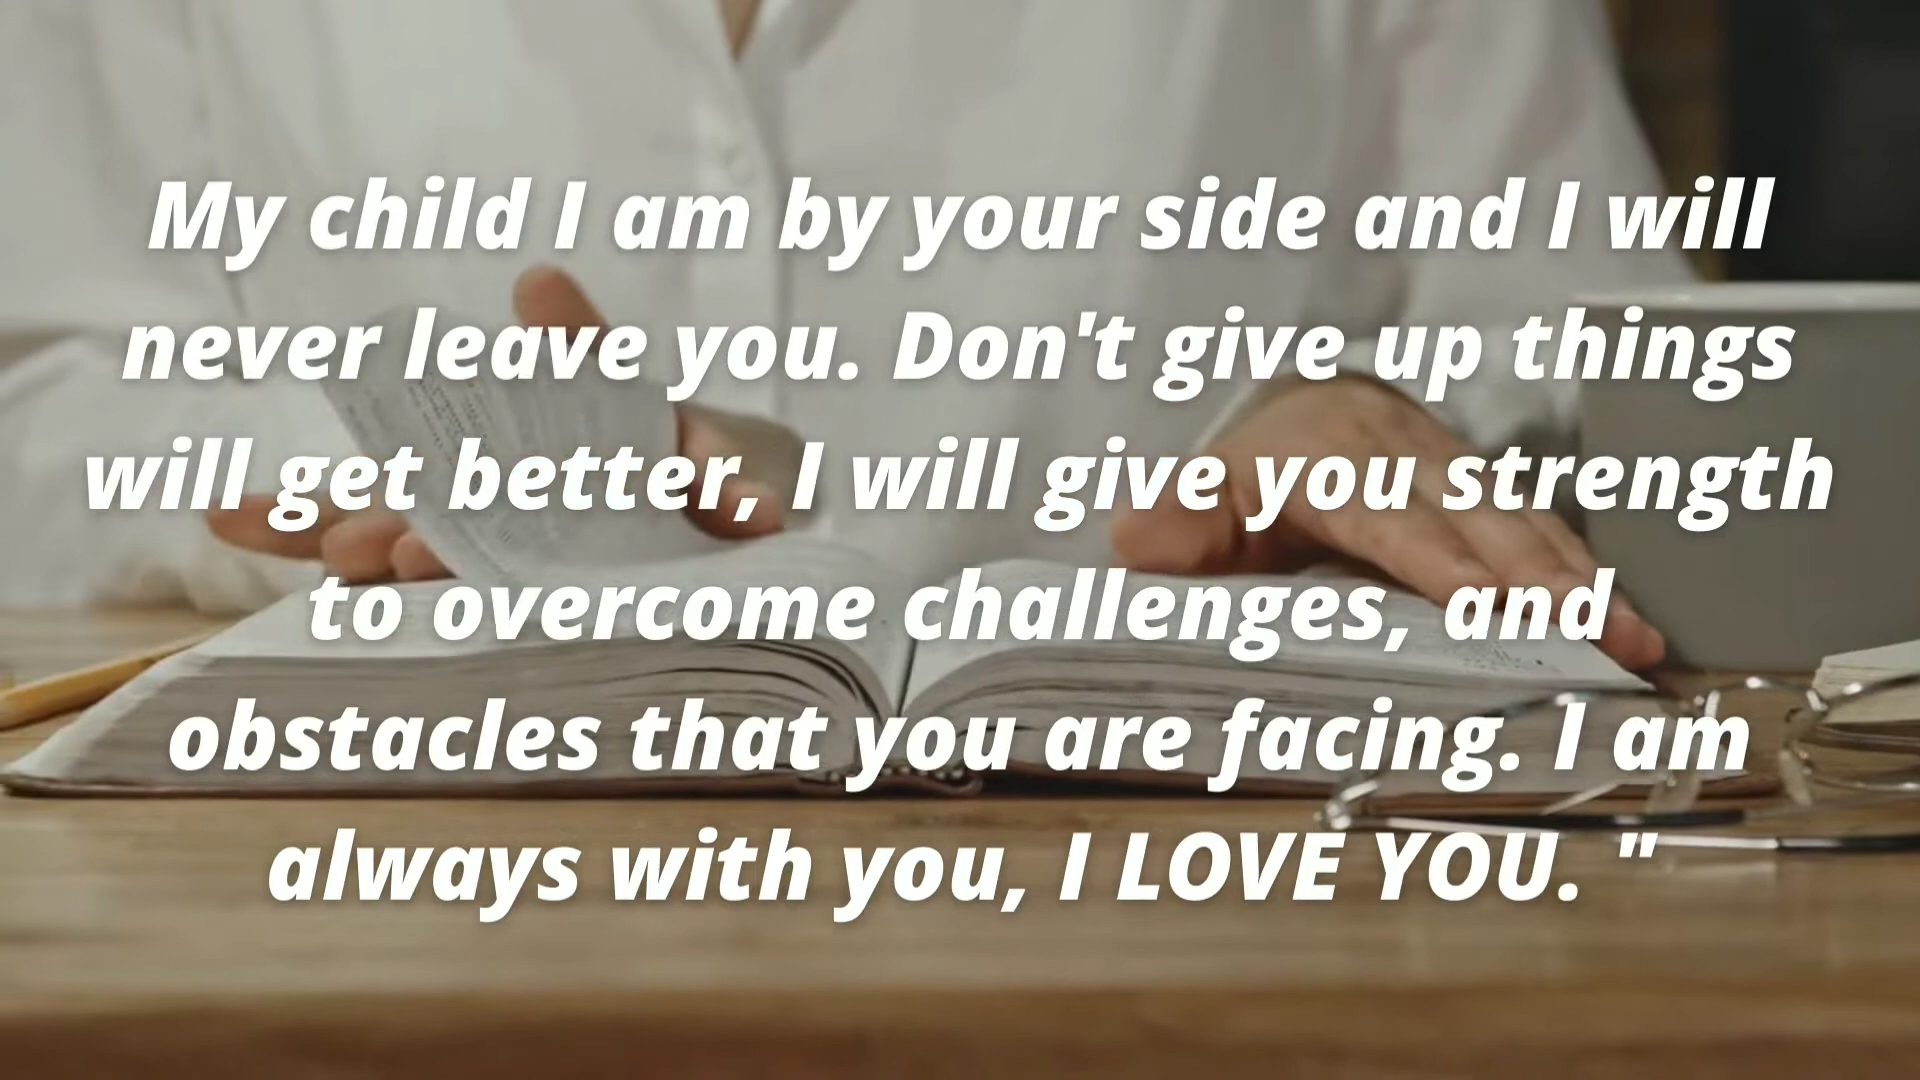 My child I am by your side and I will
never leave you. Don't give up things
will get better, I will give you strength
to overcome challenges, and
obstacles that you are facing. I am
always with you, I LOVE YOU. "